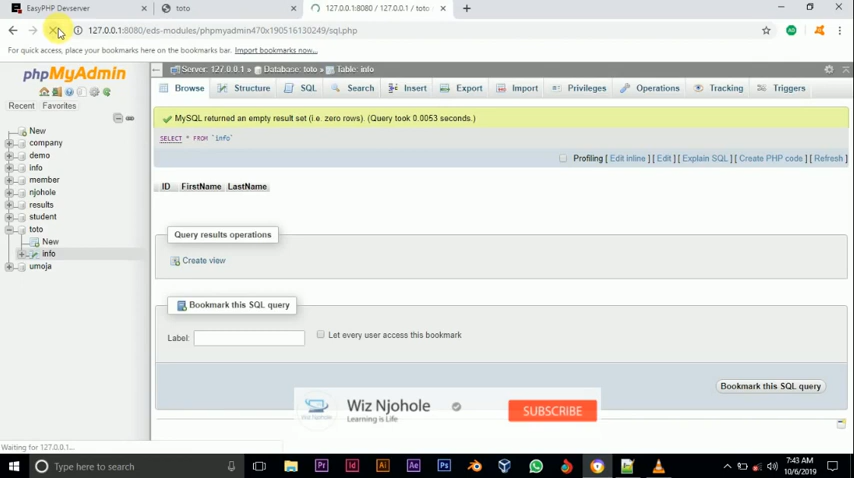 EasyPHP Devserver
toto
127.0.0.1:8080 / 127.0.0.1 / toto
127.0.0.1:8080/eds-modules/phpmyadmin470x190516130249/sql.php
For quick access, place your bookmarks here on the bookmarks bar. Import bookmarks now...
phpMyAdmin
Recent Favorites
New
company
demo
info
member
njohole
results
student
toto
New
info
umoja
Server: 127.0.0.1 » Database: toto » Table: info
Browse Structure SQL Search Insert Export Import Privileges Operations Tracking Triggers
MySQL returned an empty result set (i.e. zero rows). (Query took 0.0053 seconds.)
SELECT * FROM `info`
Profiling [ Edit inline ] [ Edit ] [ Explain SQL ] [ Create PHP code ] [ Refresh ]
ID FirstName LastName
Query results operations
Create view
Bookmark this SQL query
Label: Let every user access this bookmark
Bookmark this SQL query
Wiz Njohole
Learning is Life
SUBSCRIBE
Waiting for 127.0.0.1...
Type here to search
Pr Id Ai Ae Ps
7:43 AM
10/6/2019